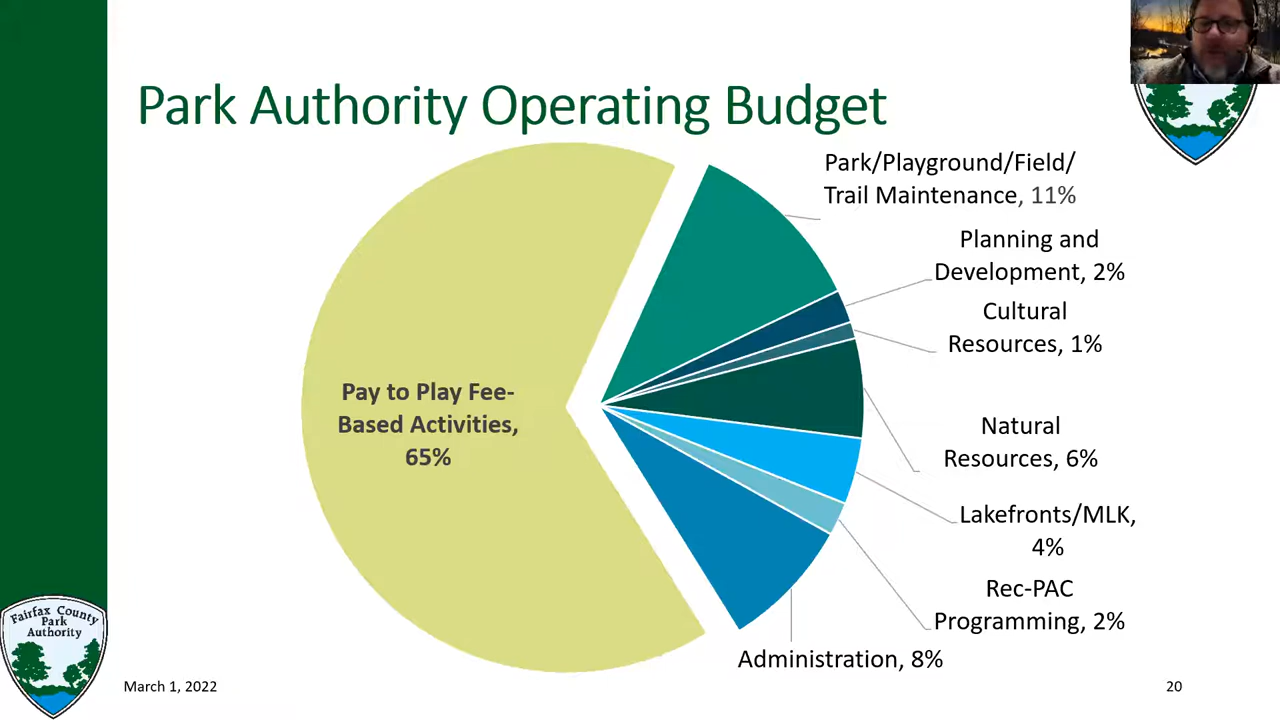 Park Authority Operating Budget
Park/Playground/Field/
Trail Maintenance, 11%
Planning and
Development, 2%
Cultural
Resources, 1%
Pay to Play Fee-
Based Activities,
65%
Natural
Resources, 6%
Lakefronts/MLK,
4%
Rec-PAC
Programming, 2%
Administration, 8%
Fairfax County
Park
Authority
March 1, 2022
20